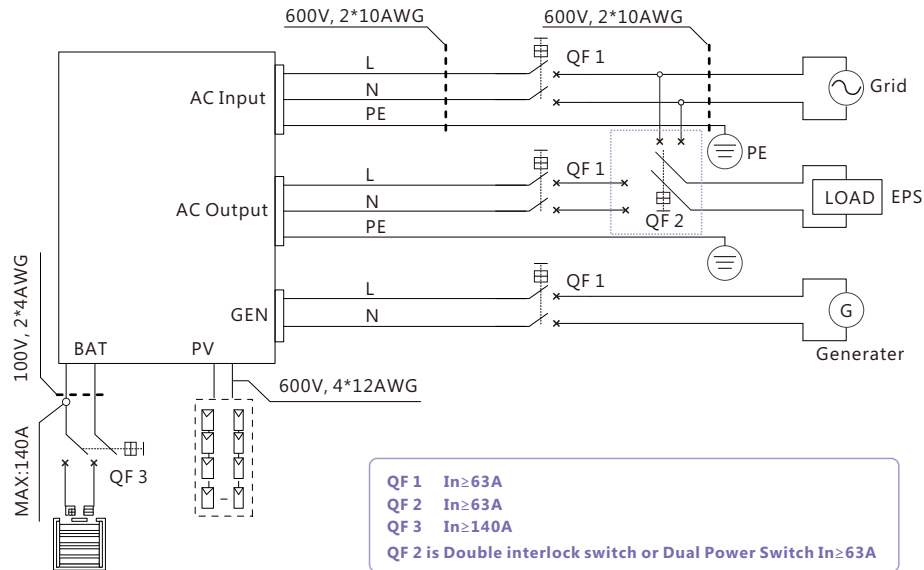 600V, 2*10AWG
600V, 2*10AWG
QF 1
L
AC Input
N
Grid
PE
PE
QF 1
L
AC Output
N
LOAD
EPS
QF 2
PE
QF 1
L
GEN
N
G
Generater
BAT
PV
100V, 2*4AWG
600V, 4*12AWG
MAX:140A
QF 3
QF 1 In≥63A
QF 2 In≥63A
QF 3 In≥140A
QF 2 is Double interlock switch or Dual Power Switch In≥63A